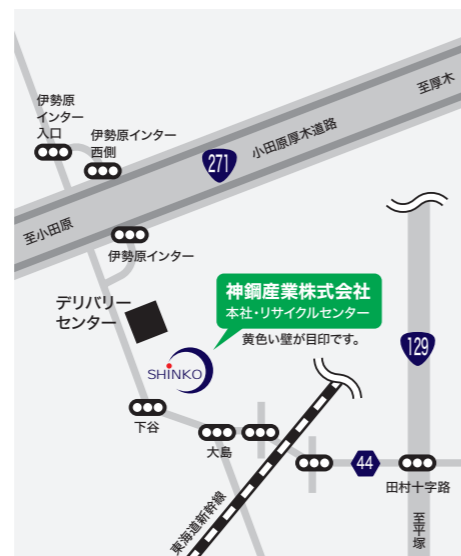 伊勢原
インター
入口
伊勢原インター
西側
至厚木
小田原厚木道路
271
至小田原
伊勢原インター
デリバリー
センター
神鋼産業株式会社
本社・リサイクルセンター
黄色い壁が目印です。
129
SHINKO
下谷
大島
44
田村十字路
東海道新幹線
至平塚